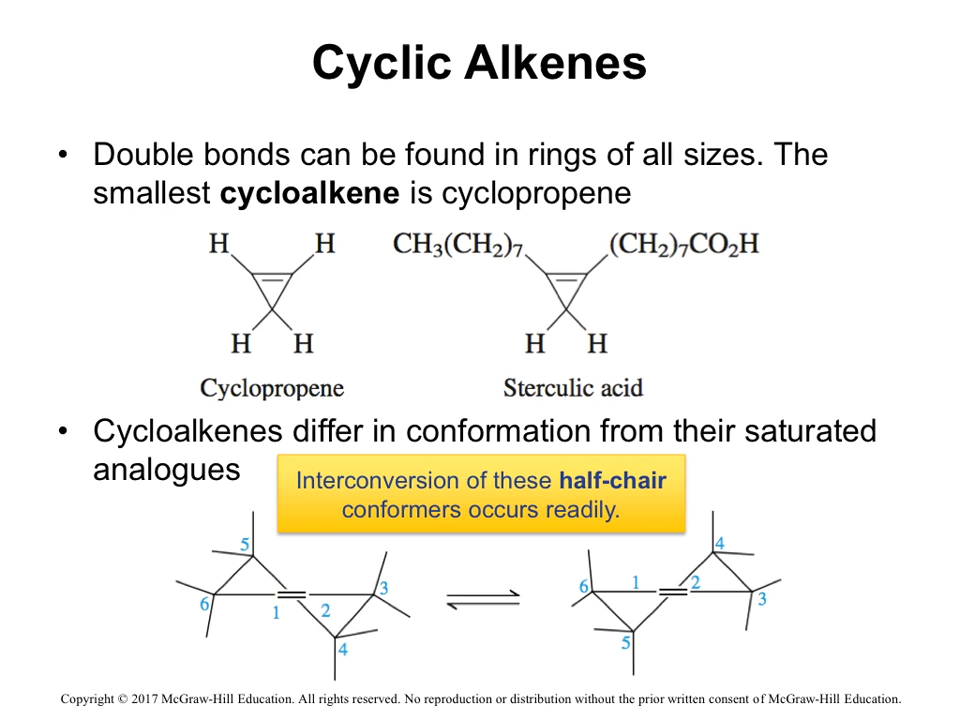 Cyclic Alkenes
• Double bonds can be found in rings of all sizes. The
smallest cycloalkene is cyclopropene
H H CH₃(CH₂)₇ (CH₂)₇CO₂H
H H H H
Cyclopropene Sterculic acid
• Cycloalkenes differ in conformation from their saturated
analogues
Interconversion of these half-chair
conformers occurs readily.
5 4
6 1 2 3 6 1 2 3
4 5
Copyright © 2017 McGraw-Hill Education. All rights reserved. No reproduction or distribution without the prior written consent of McGraw-Hill Education.